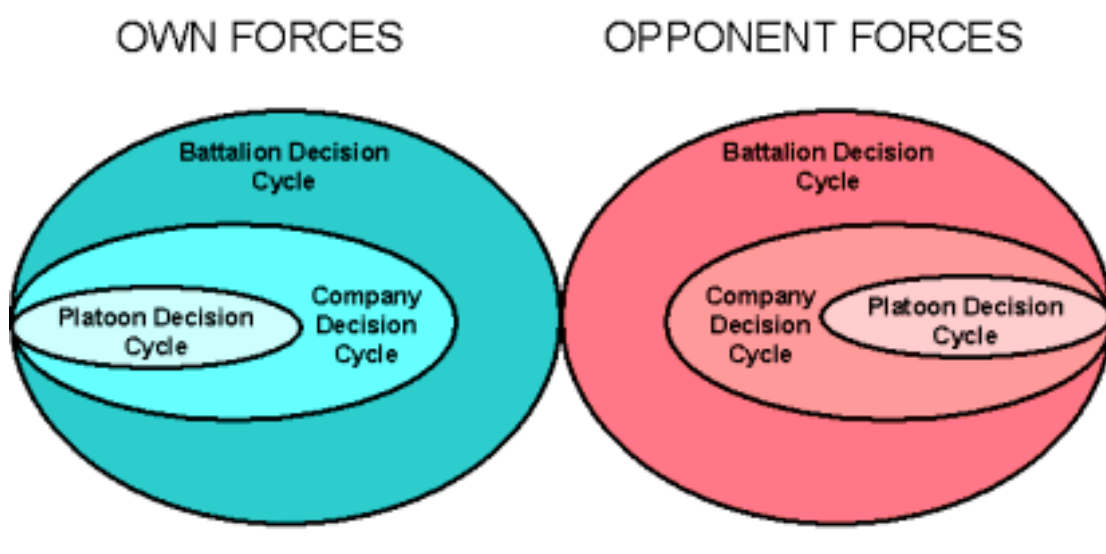 OWN FORCES
OPPONENT FORCES
Battalion Decision
Cycle
Platoon Decision
Cycle
Company
Decision
Cycle
Battalion Decision
Cycle
Company
Decision
Cycle
Platoon Decision
Cycle